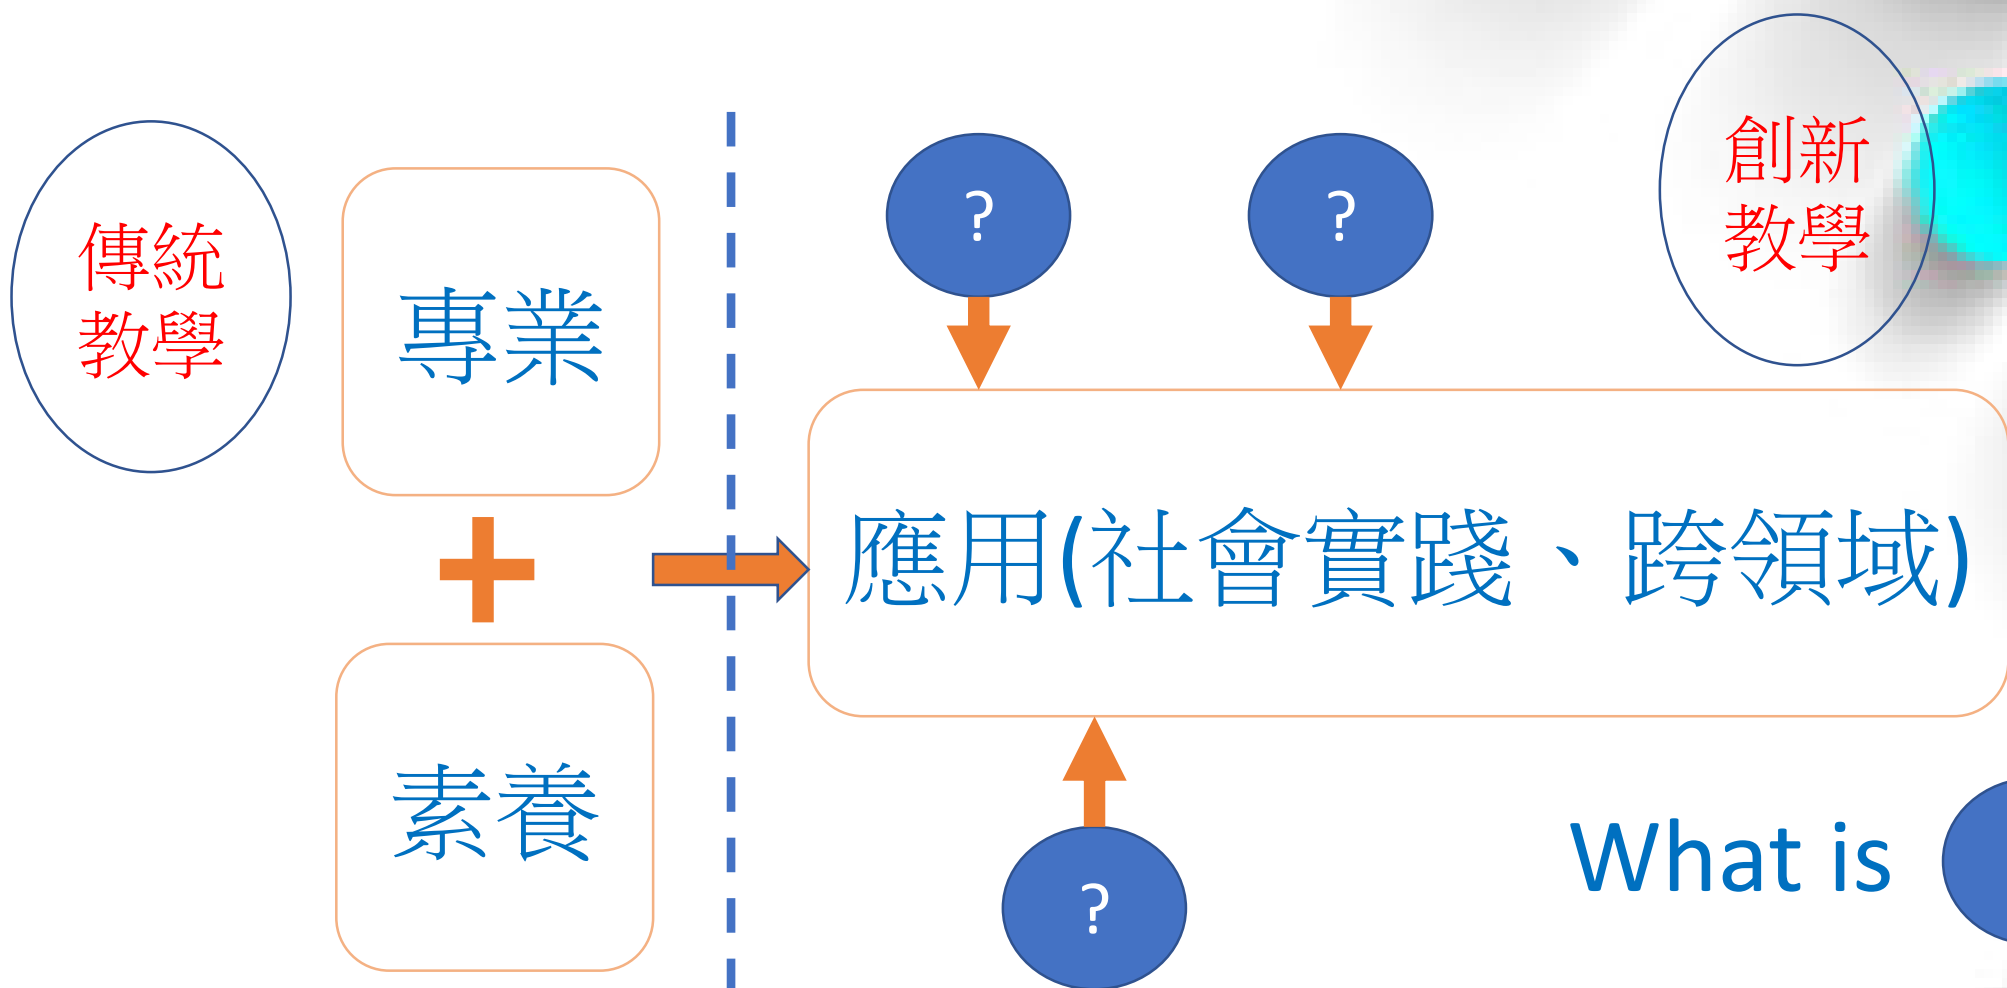 傳統
教學
專業
素養
?
?
創新
教學
應用(社會實踐、跨領域)
?
What is